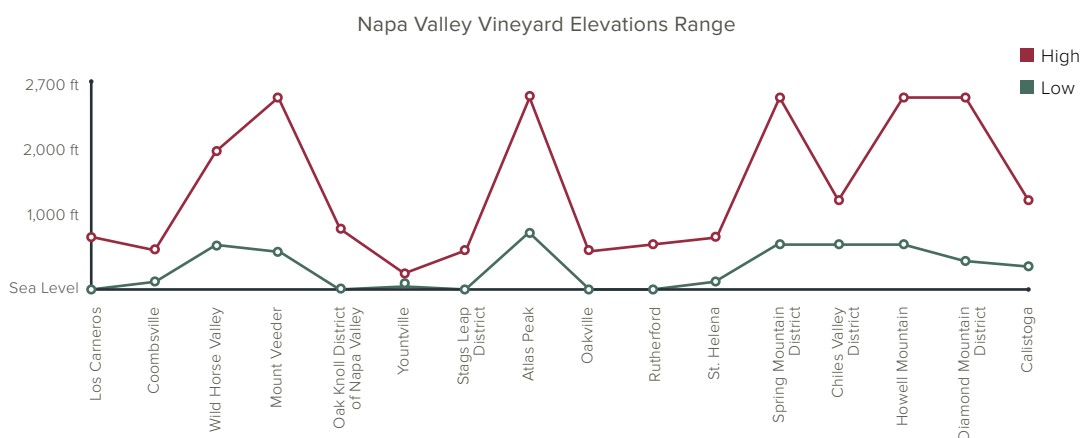 Napa Valley Vineyard Elevations Range
High
Low
2,700 ft
2,000 ft
1,000 ft
Sea Level
Los Carneros
Coombsville
Wild Horse Valley
Mount Veeder
Oak Knoll District
of Napa Valley
Yountville
Stags Leap
District
Atlas Peak
Oakville
Rutherford
St. Helena
Spring Mountain
District
Chiles Valley
District
Howell Mountain
Diamond Mountain
District
Calistoga